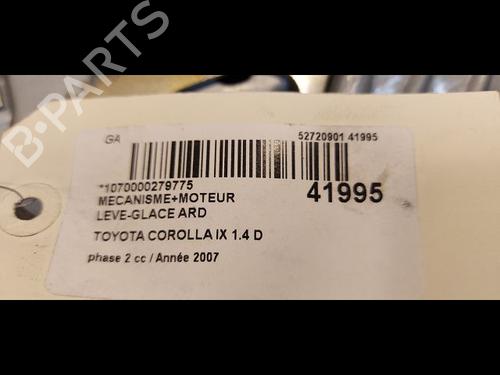 B-PARTS
GA
52720901 41995
*1070000279775
41995
MECANISME+MOTEUR
LEVE-GLACE ARD
TOYOTA COROLLA IX 1.4 D
phase 2 cc / Année 2007